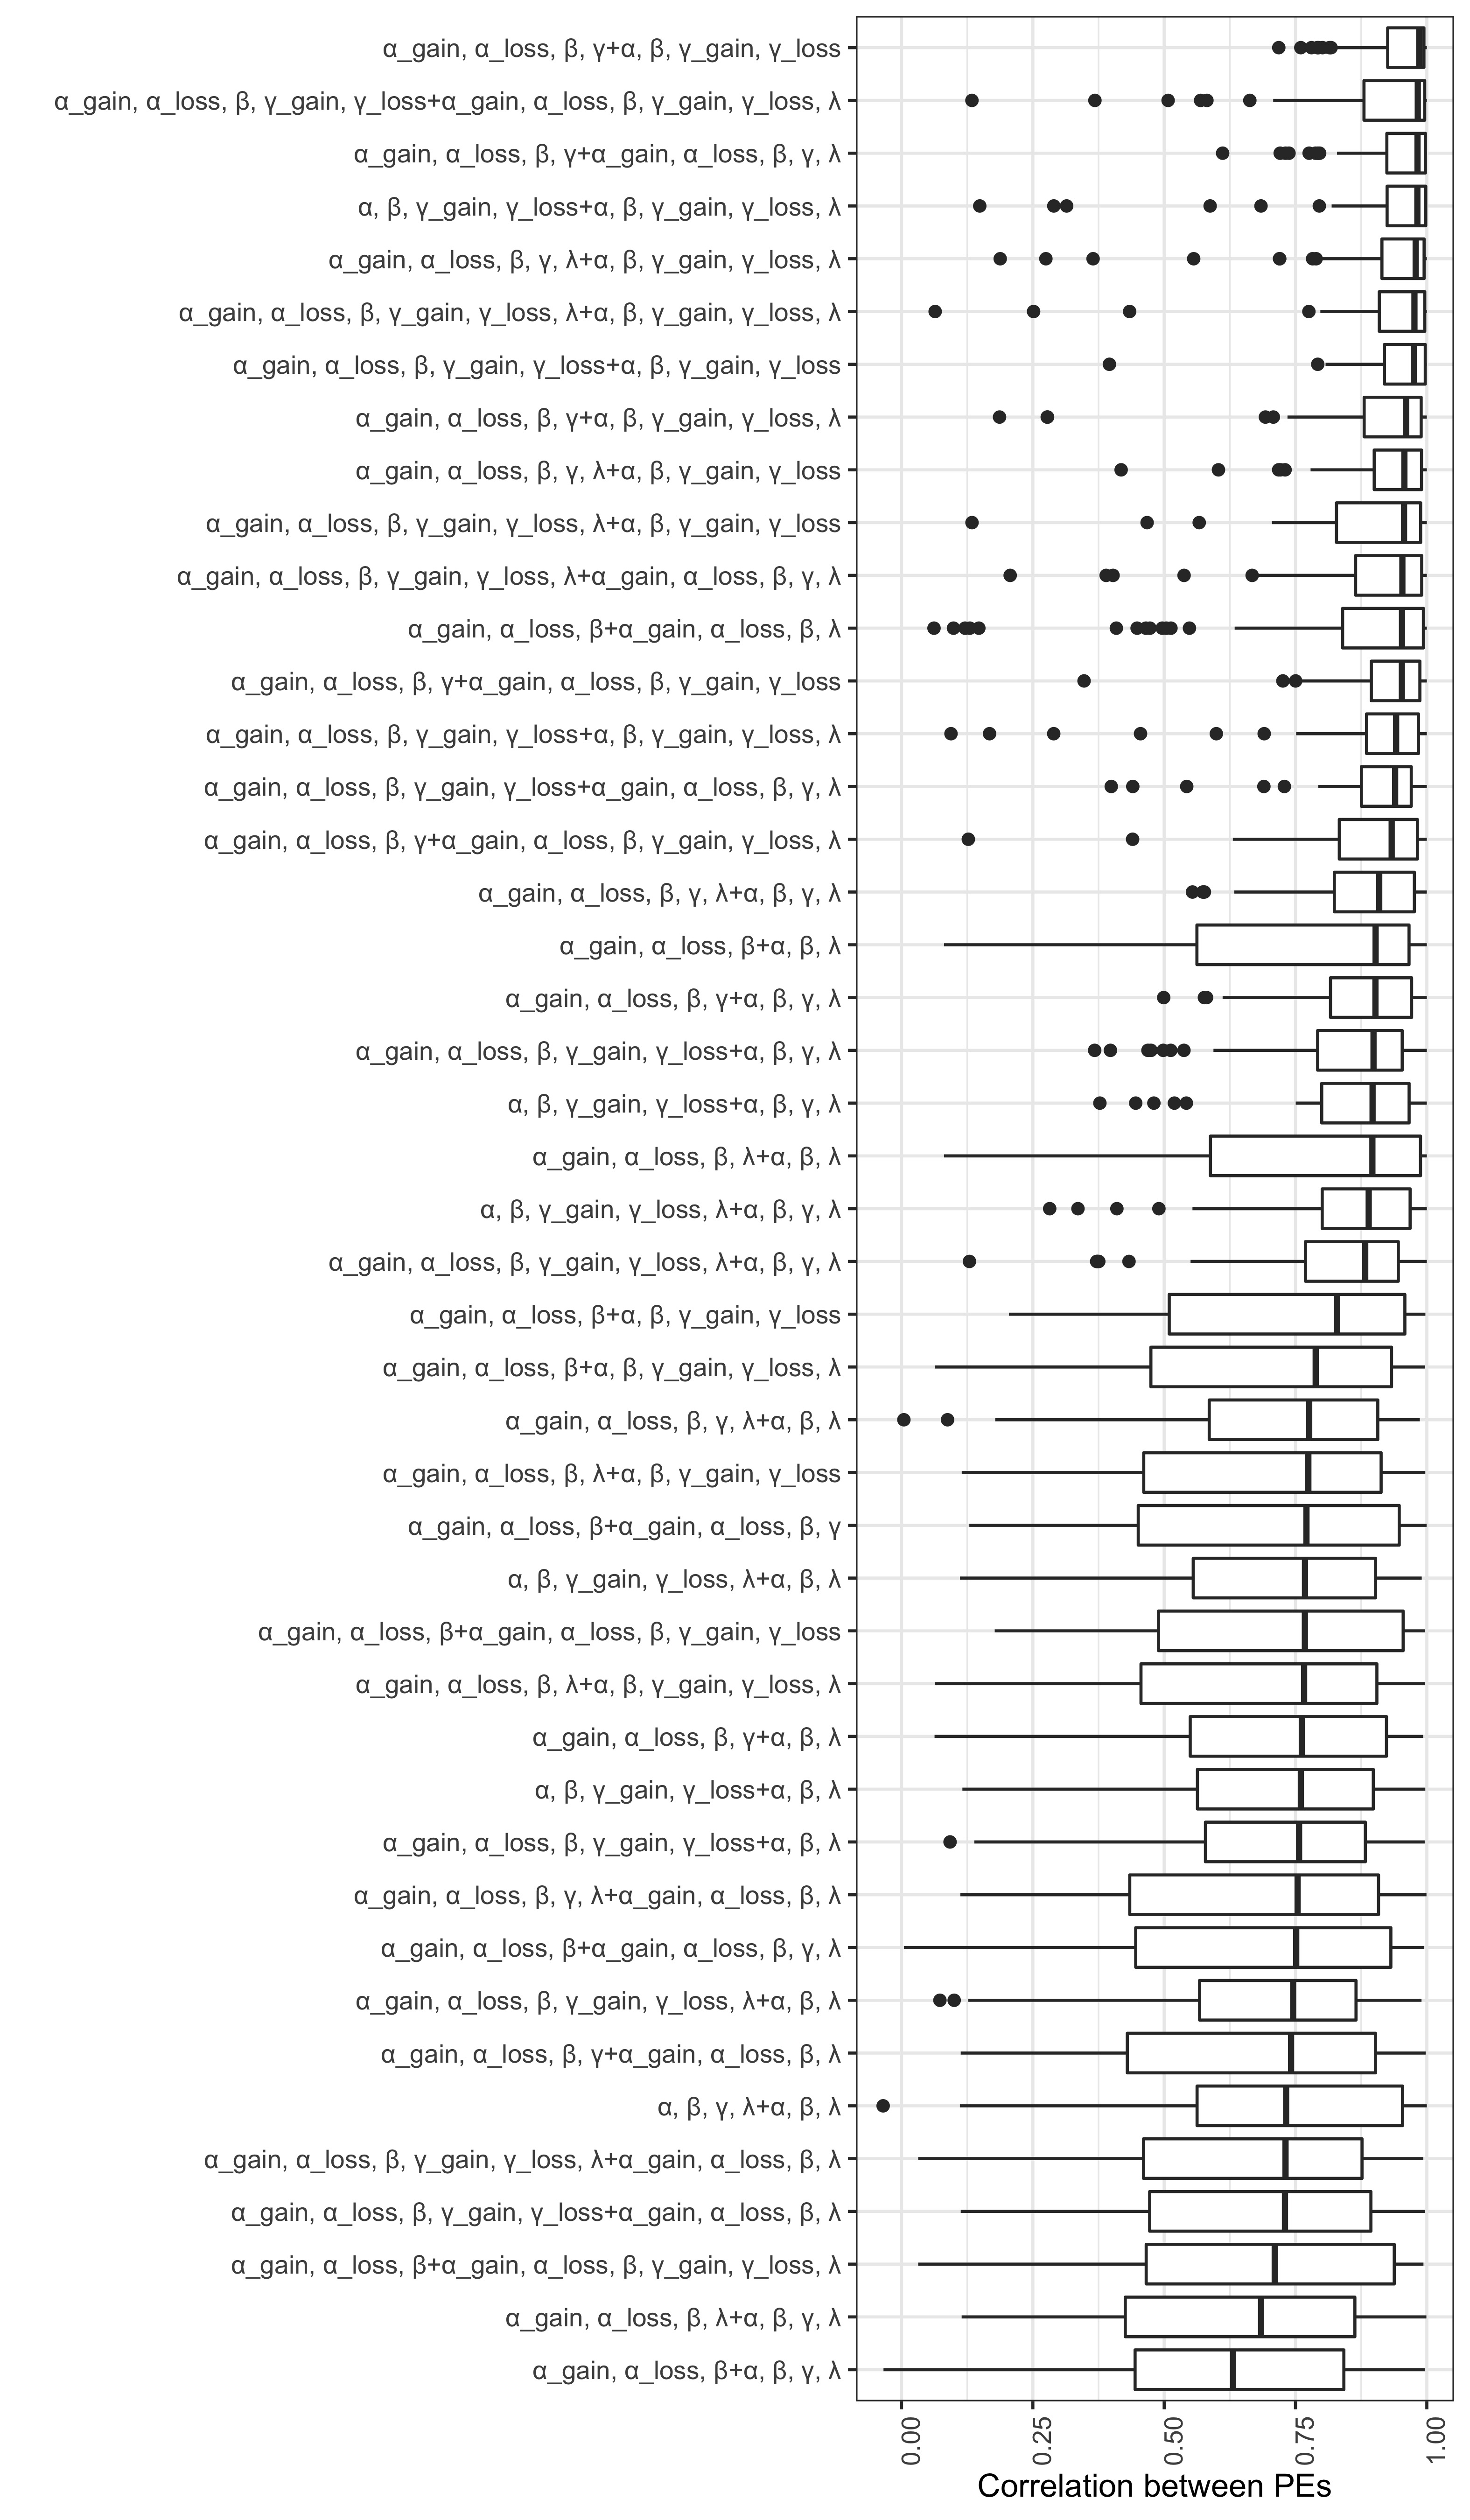 α_gain, α_loss, β, γ+α, β, γ_gain, γ_loss
α_gain, α_loss, β, γ_gain, γ_loss+α_gain, α_loss, β, γ_gain, γ_loss, λ
α_gain, α_loss, β, γ+α_gain, α_loss, β, γ, λ
α, β, γ_gain, γ_loss+α, β, γ_gain, γ_loss, λ
α_gain, α_loss, β, γ, λ+α, β, γ_gain, γ_loss, λ
α_gain, α_loss, β, γ_gain, γ_loss, λ+α, β, γ_gain, γ_loss, λ
α_gain, α_loss, β, γ_gain, γ_loss+α, β, γ_gain, γ_loss
α_gain, α_loss, β, γ+α, β, γ_gain, γ_loss, λ
α_gain, α_loss, β, γ, λ+α, β, γ_gain, γ_loss
α_gain, α_loss, β, γ_gain, γ_loss, λ+α, β, γ_gain, γ_loss
α_gain, α_loss, β, γ_gain, γ_loss, λ+α_gain, α_loss, β, γ, λ
α_gain, α_loss, β+α_gain, α_loss, β, λ
α_gain, α_loss, β, γ+α_gain, α_loss, β, γ_gain, γ_loss
α_gain, α_loss, β, γ_gain, γ_loss+α, β, γ_gain, γ_loss, λ
α_gain, α_loss, β, γ_gain, γ_loss+α_gain, α_loss, β, γ, λ
α_gain, α_loss, β, γ+α_gain, α_loss, β, γ_gain, γ_loss, λ
α_gain, α_loss, β, γ, λ+α, β, γ, λ
α_gain, α_loss, β+α, β, λ
α_gain, α_loss, β, γ+α, β, γ, λ
α_gain, α_loss, β, γ_gain, γ_loss+α, β, γ, λ
α, β, γ_gain, γ_loss+α, β, γ, λ
α_gain, α_loss, β, λ+α, β, λ
α, β, γ_gain, γ_loss, λ+α, β, γ, λ
α_gain, α_loss, β, γ_gain, γ_loss, λ+α, β, γ, λ
α_gain, α_loss, β+α, β, γ_gain, γ_loss
α_gain, α_loss, β+α, β, γ_gain, γ_loss, λ
α_gain, α_loss, β, γ, λ+α, β, λ
α_gain, α_loss, β, λ+α, β, γ_gain, γ_loss
α_gain, α_loss, β+α_gain, α_loss, β, γ
α, β, γ_gain, γ_loss, λ+α, β, λ
α_gain, α_loss, β+α_gain, α_loss, β, γ_gain, γ_loss
α_gain, α_loss, β, λ+α, β, γ_gain, γ_loss, λ
α_gain, α_loss, β, γ+α, β, λ
α, β, γ_gain, γ_loss+α, β, λ
α_gain, α_loss, β, γ_gain, γ_loss+α, β, λ
α_gain, α_loss, β, γ, λ+α_gain, α_loss, β, λ
α_gain, α_loss, β+α_gain, α_loss, β, γ, λ
α_gain, α_loss, β, γ_gain, γ_loss, λ+α, β, λ
α_gain, α_loss, β, γ+α_gain, α_loss, β, λ
α, β, γ, λ+α, β, λ
α_gain, α_loss, β, γ_gain, γ_loss, λ+α_gain, α_loss, β, λ
α_gain, α_loss, β, γ_gain, γ_loss+α_gain, α_loss, β, λ
α_gain, α_loss, β+α_gain, α_loss, β, γ_gain, γ_loss, λ
α_gain, α_loss, β, λ+α, β, γ, λ
α_gain, α_loss, β+α, β, γ, λ
0.00
0.25
0.50
0.75
1.00
Correlation between PEs